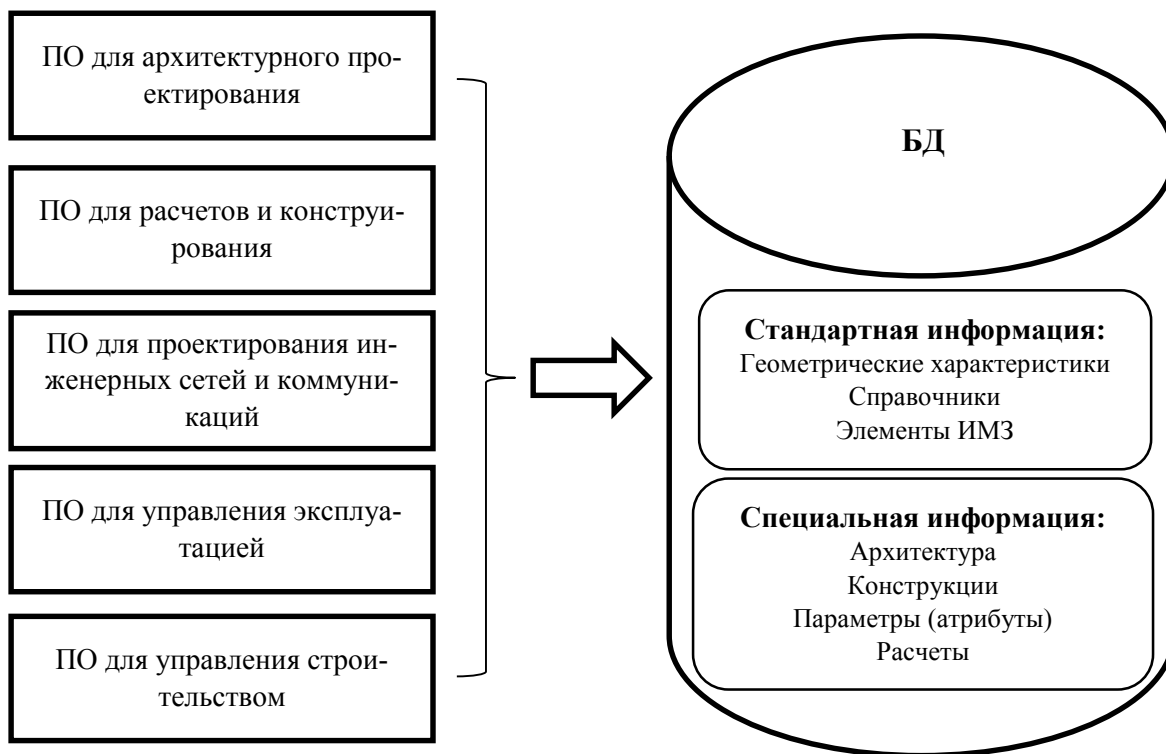 ПО для архитектурного про-
ектирования
ПО для расчетов и конструи-
рования
ПО для проектирования ин-
женерных сетей и коммуни-
каций
ПО для управления эксплуа-
тацией
ПО для управления строи-
тельством
БД
Стандартная информация:
Геометрические характеристики
Справочники
Элементы ИМЗ
Специальная информация:
Архитектура
Конструкции
Параметры (атрибуты)
Расчеты